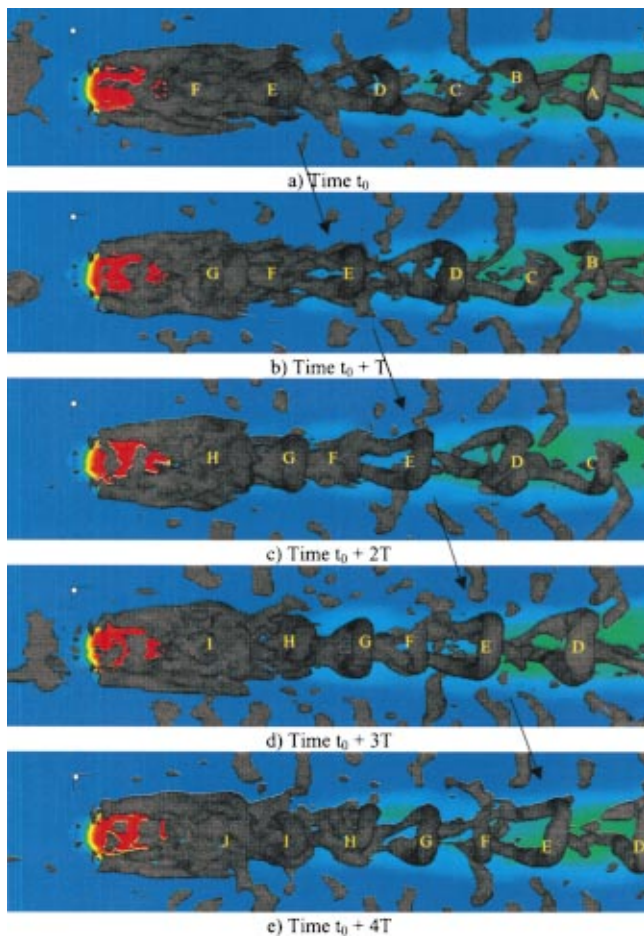 F E D C B A
a) Time t₀
G F E D C B
b) Time t₀ + T
H G F E D C
c) Time t₀ + 2T
I H G F E D
d) Time t₀ + 3T
J I H G F E D
e) Time t₀ + 4T